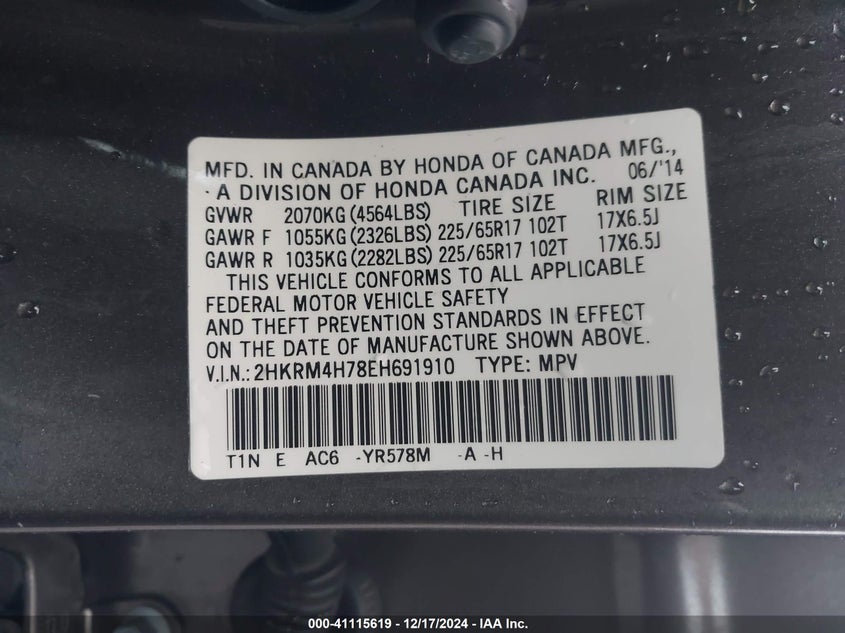 MFD. IN CANADA BY HONDA OF CANADA MFG.,
A DIVISION OF HONDA CANADA INC. 06/'14
GVWR 2070KG (4564LBS) TIRE SIZE RIM SIZE
GAWR F 1055KG (2326LBS) 225/65R17 102T 17X6.5J
GAWR R 1035KG (2282LBS) 225/65R17 102T 17X6.5J
THIS VEHICLE CONFORMS TO ALL APPLICABLE
FEDERAL MOTOR VEHICLE SAFETY
AND THEFT PREVENTION STANDARDS IN EFFECT
ON THE DATE OF MANUFACTURE SHOWN ABOVE.
V.I.N.: 2HKRM4H78EH691910 TYPE: MPV
T1N E AC6 -YR578M -A -H
000-41115619 - 12/17/2024 - IAA Inc.